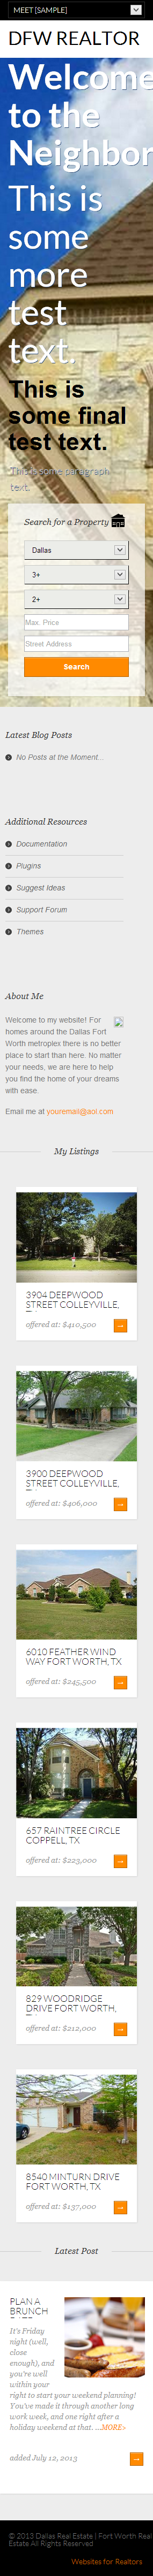 MEET [SAMPLE]
DFW REALTOR
Welcome
to the
Neighbor
This is
some
more
test
text.
This is
some final
test text.
This is some paragraph
text.
Search for a Property
Dallas
3+
2+
Max. Price
Street Address
Search
Latest Blog Posts
No Posts at the Moment...
Additional Resources
Documentation
Plugins
Suggest Ideas
Support Forum
Themes
About Me
Welcome to my website! For
homes around the Dallas Fort
Worth metroplex there is no better
place to start than here. No matter
your needs, we are here to help
you find the home of your dreams
with ease.
Email me at youremail@aol.com
My Listings
3904 DEEPWOOD
STREET COLLEYVILLE,
offered at: $410,500
3900 DEEPWOOD
STREET COLLEYVILLE,
offered at: $406,000
6010 FEATHER WIND
WAY FORT WORTH, TX
offered at: $245,500
657 RAINTREE CIRCLE
COPPELL, TX
offered at: $223,000
829 WOODRIDGE
DRIVE FORT WORTH,
offered at: $212,000
8540 MINTURN DRIVE
FORT WORTH, TX
offered at: $137,000
Latest Post
PLAN A
BRUNCH
It's Friday
night (well,
close
enough), and
you're well
within your
right to start your weekend planning!
You've made it through another long
work week, and one right after a
holiday weekend at that. ...MORE»
added July 12, 2013
© 2013 Dallas Real Estate | Fort Worth Real
Estate All Rights Reserved
Websites for Realtors